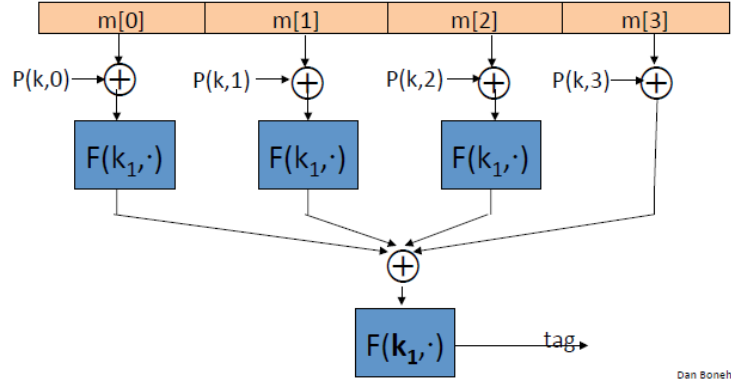 m[0] m[1] m[2] m[3]
P(k,0) P(k,1) P(k,2) P(k,3)
F(k₁,·) F(k₁,·) F(k₁,·)
F(k₁,·) tag
Dan Boneh